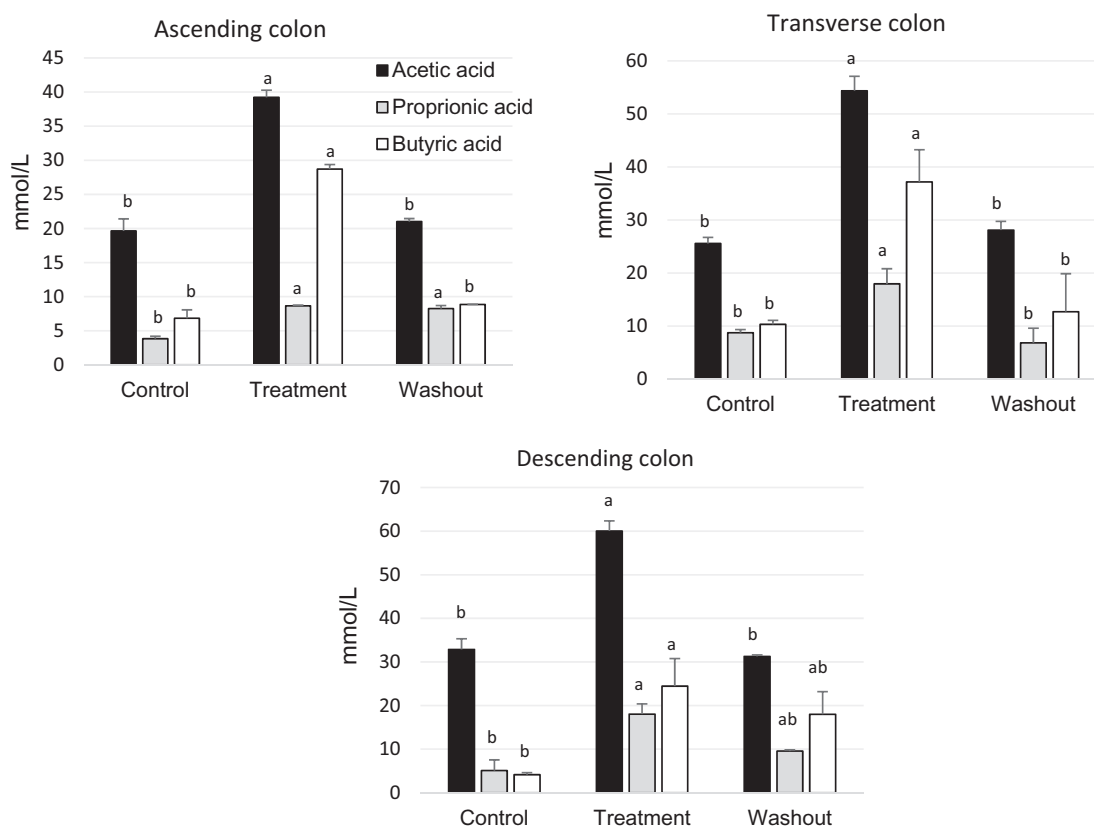 Ascending colon
mmol/L
45
40
35
30
25
20
15
10
5
0
Acetic acid
Proprionic acid
Butyric acid
b
b
b
a
a
a
b
a
b
Control Treatment Washout
Transverse colon
mmol/L
60
50
40
30
20
10
0
b
b
b
a
a
a
b
b
b
Control Treatment Washout
Descending colon
mmol/L
70
60
50
40
30
20
10
0
b
b
b
a
a
a
b
ab
ab
Control Treatment Washout